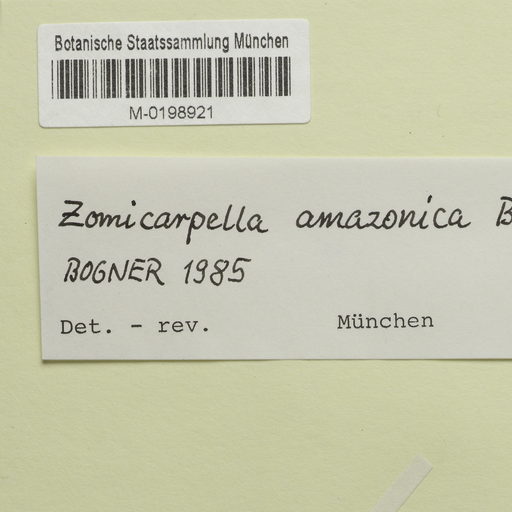 Botanische Staatssammlung München
M-0198921
Zomicarpella amazonica B
BOGNER 1985
Det. - rev. München